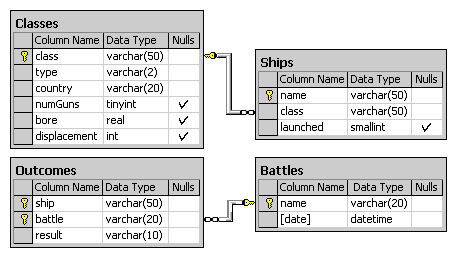 Classes
Column Name Data Type Nulls
class varchar(50)
type varchar(2)
country varchar(20)
numGuns tinyint
bore real
displacement int
Ships
Column Name Data Type Nulls
name varchar(50)
class varchar(50)
launched smallint
Outcomes
Column Name Data Type Nulls
ship varchar(50)
battle varchar(20)
result varchar(10)
Battles
Column Name Data Type Nulls
name varchar(20)
[date] datetime